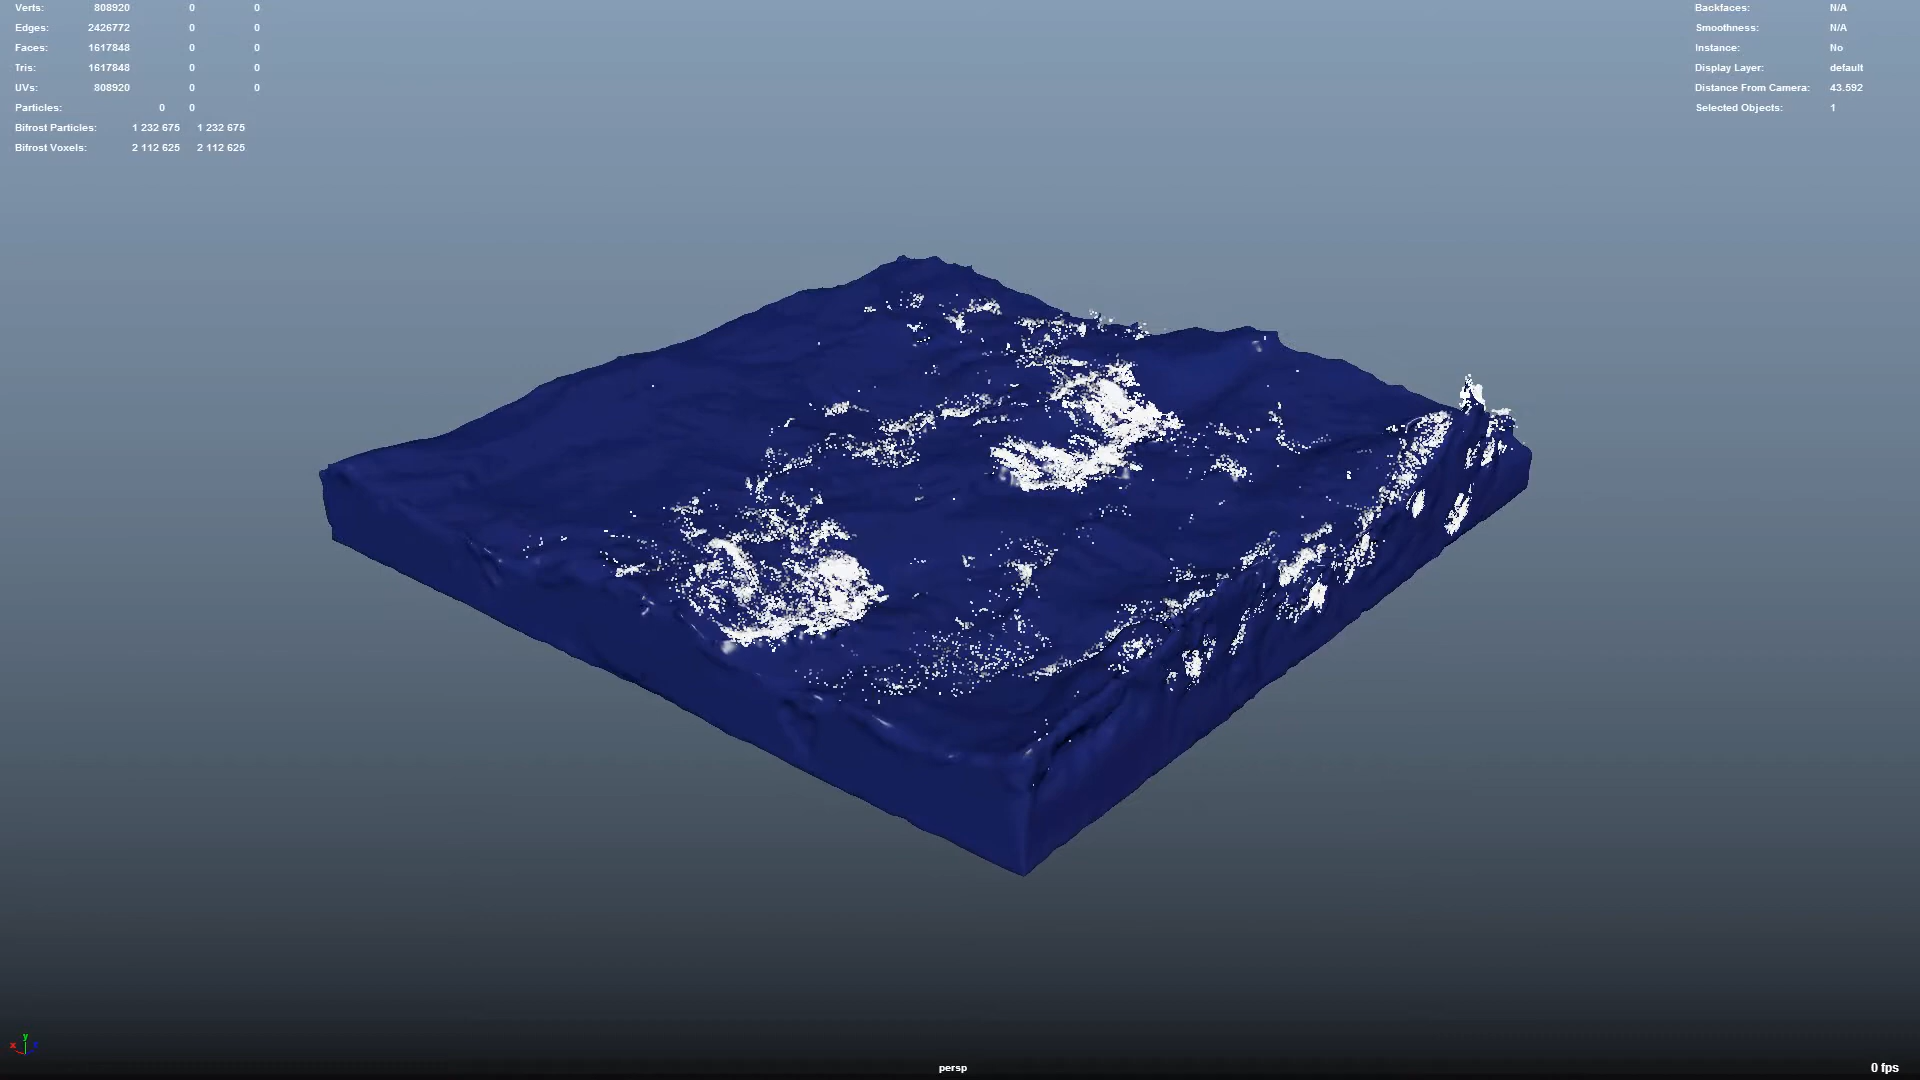 Verts: 808920 0 0
Edges: 2426772 0 0
Faces: 1617848 0 0
Tris: 1617848 0 0
UVs: 808920 0 0
Particles: 0 0
Bifrost Particles: 1 232 675 1 232 675
Bifrost Voxels: 2 112 625 2 112 625
Backfaces: N/A
Smoothness: N/A
Instance: No
Display Layer: default
Distance From Camera: 43.592
Selected Objects: 1
y
x
persp
0 fps